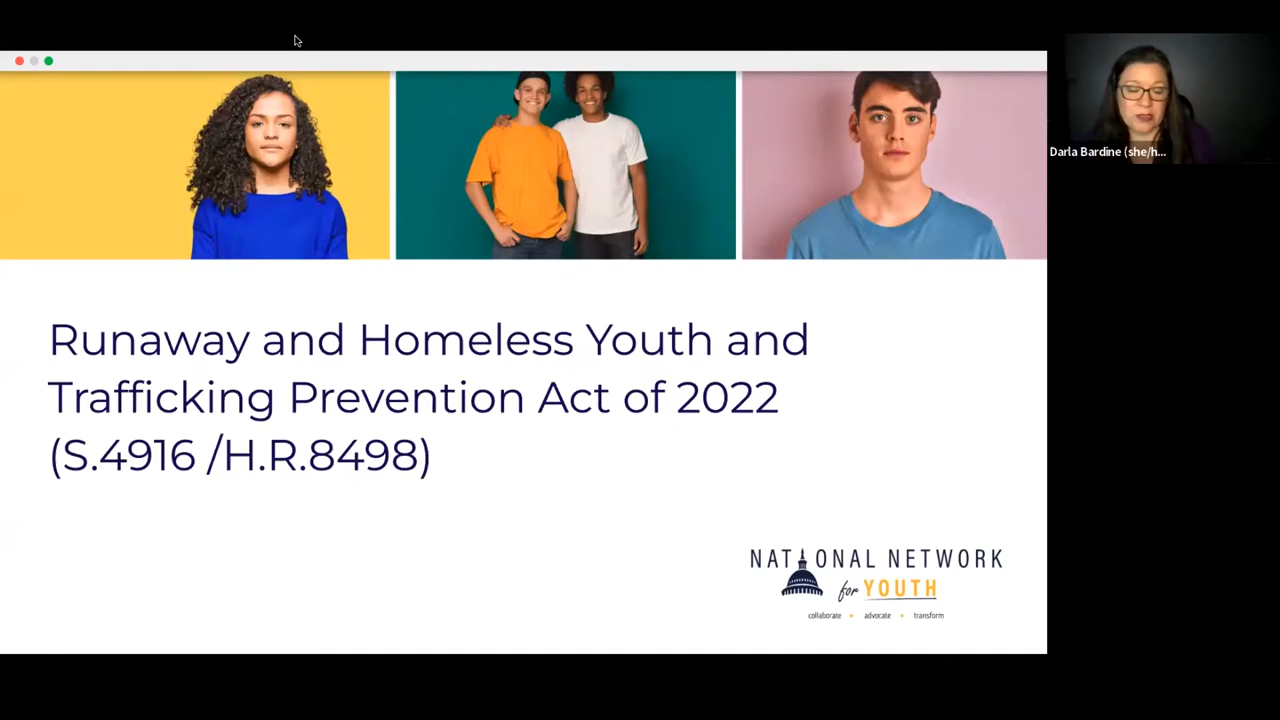 Darla Bardine (she/h...
Runaway and Homeless Youth and
Trafficking Prevention Act of 2022
(S.4916 /H.R.8498)
NATIONAL NETWORK
for YOUTH
collaborate • advocate • transform